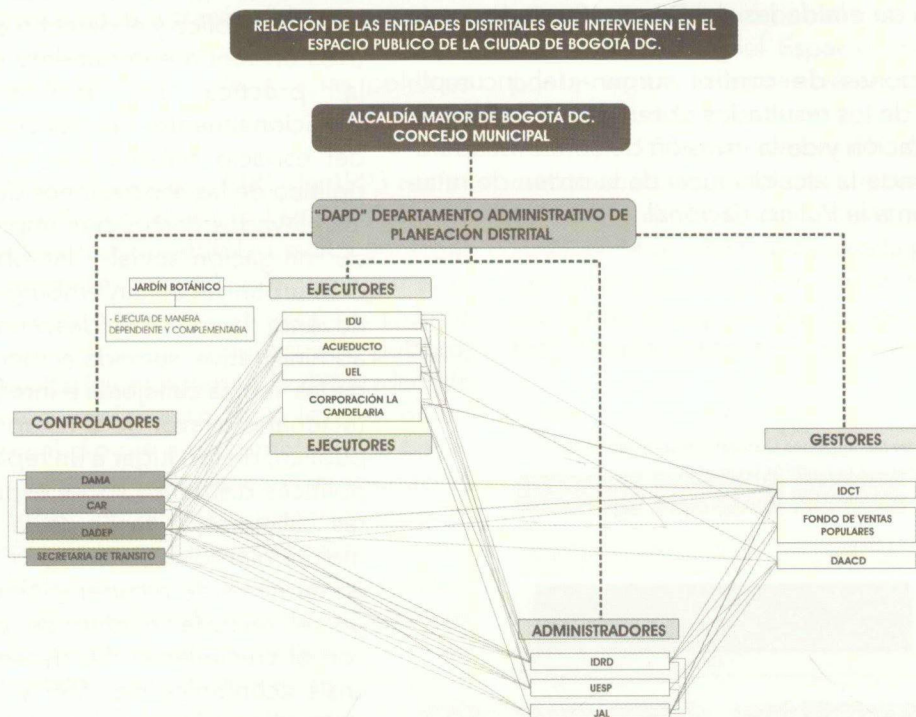 RELACIÓN DE LAS ENTIDADES DISTRITALES QUE INTERVIENEN EN EL
ESPACIO PUBLICO DE LA CIUDAD DE BOGOTÁ DC.
ALCALDÍA MAYOR DE BOGOTÁ DC.
CONCEJO MUNICIPAL
"DAPD" DEPARTAMENTO ADMINISTRATIVO DE
PLANEACIÓN DISTRITAL
JARDÍN BOTÁNICO
- EJECUTA DE MANERA
DEPENDIENTE Y COMPLEMENTARIA
EJECUTORES
IDU
ACUEDUCTO
UEL
CORPORACIÓN LA
CANDELARIA
EJECUTORES
CONTROLADORES
DAMA
CAR
DADEP
SECRETARIA DE TRANSITO
GESTORES
IDCT
FONDO DE VENTAS
POPULARES
DAACD
ADMINISTRADORES
IDRD
UESP
JAL